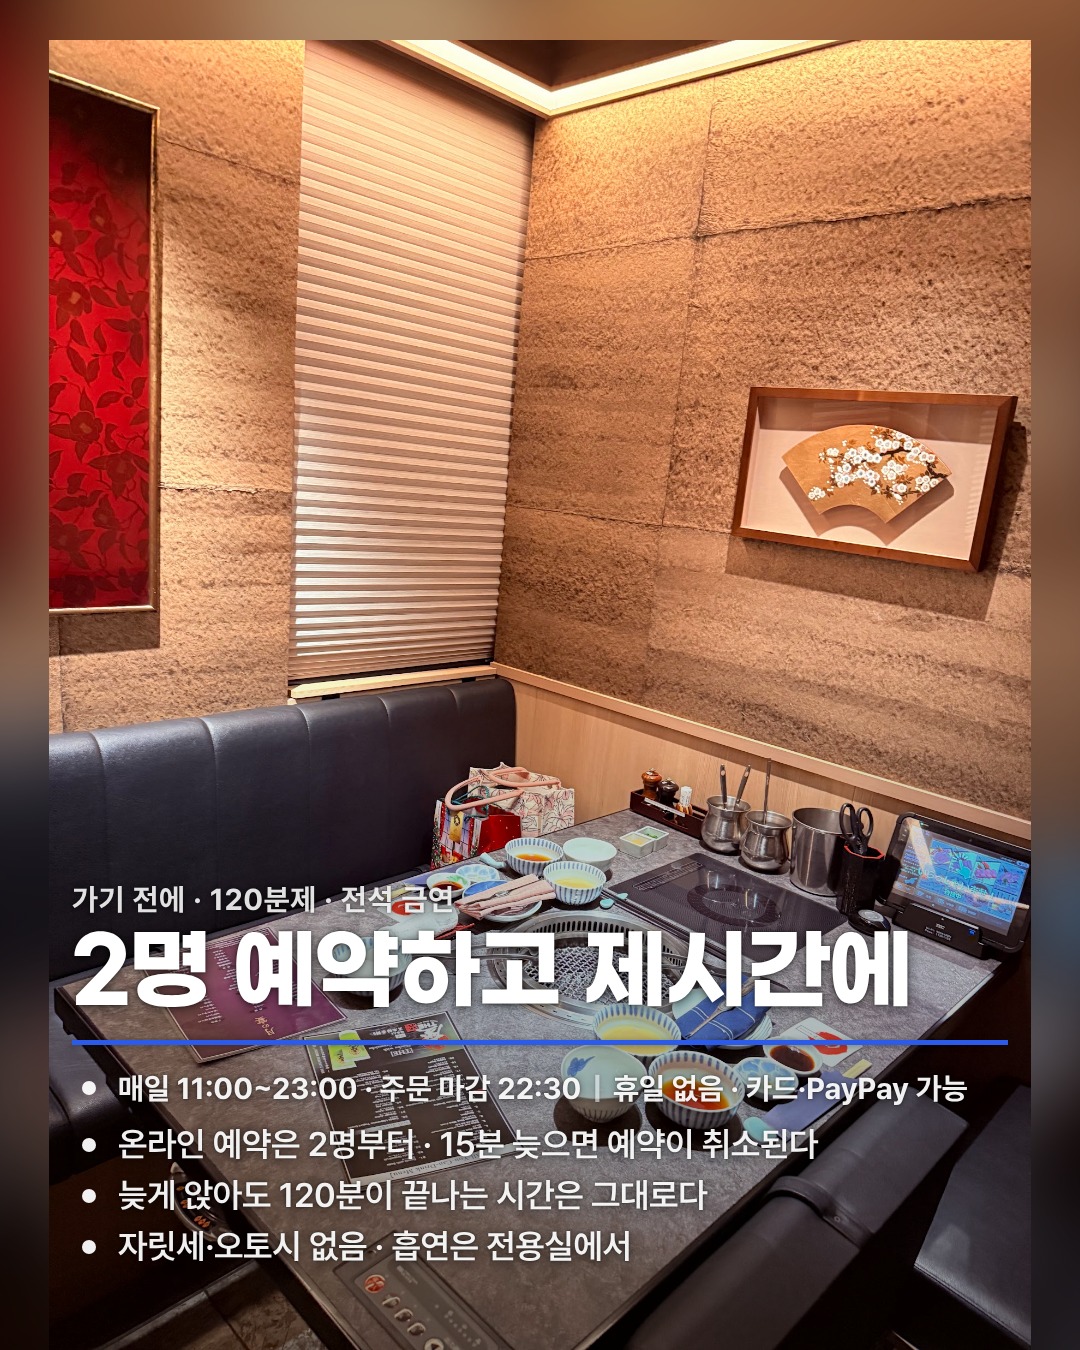 가기 전에 · 120분제 · 전석 금연
2명 예약하고 제시간에
매일 11:00~23:00 · 주문 마감 22:30 | 휴일 없음 · 카드·PayPay 가능
온라인 예약은 2명부터 · 15분 늦으면 예약이 취소된다
늦게 앉아도 120분이 끝나는 시간은 그대로다
자릿세·오토시 없음 · 흡연은 전용실에서